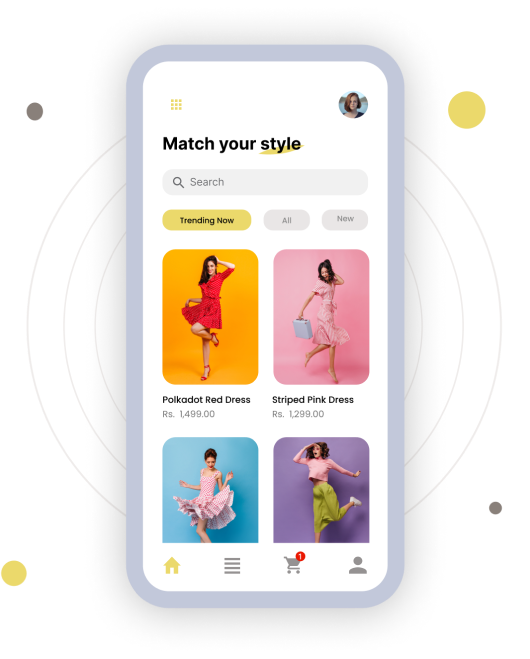 Match your style
Search
Trending Now
All
New
Polkadot Red Dress
Striped Pink Dress
Rs. 1,499.00
Rs. 1,299.00
1